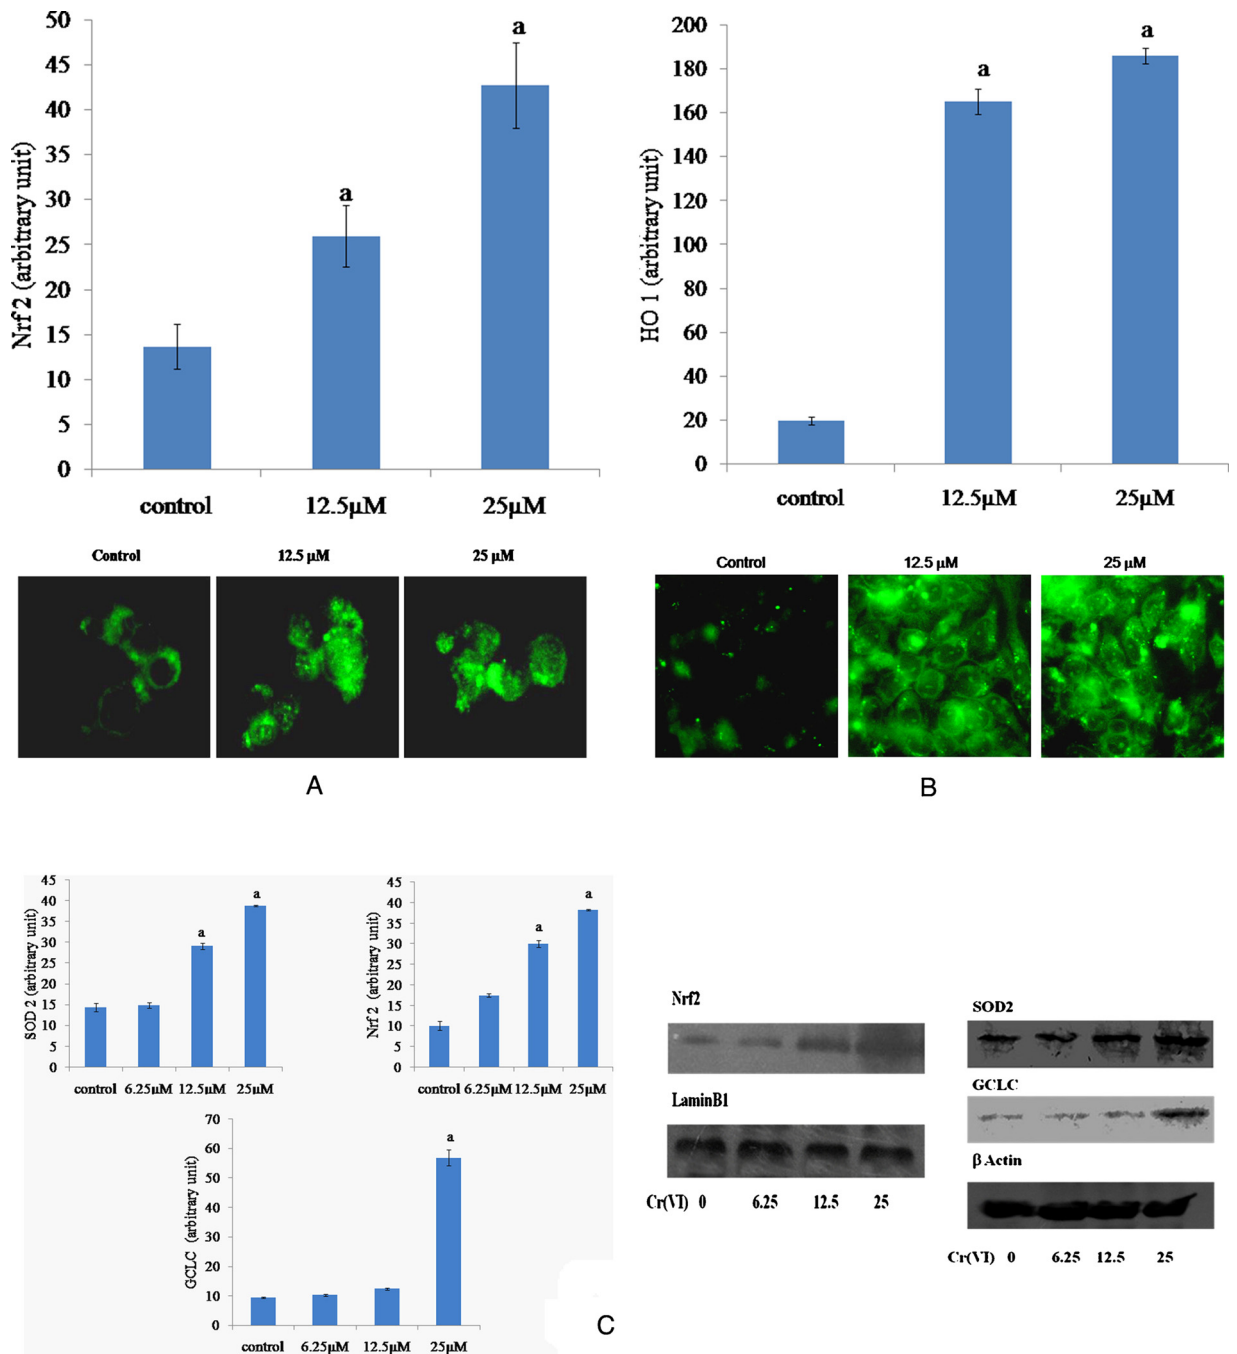 50
45
40
35
30
25
20
15
10
5
0
Nrf 2 (arbitrary unit)
a
a
control
12.5μM
25μM
200
180
160
140
120
100
80
60
40
20
0
HO 1 (arbitrary unit)
a
a
control
12.5μM
25μM
Control
12.5 μM
25 μM
A
Control
12.5 μM
25 μM
B
45
40
35
30
25
20
15
10
5
0
SOD 2 (arbitrary unit)
a
a
control
6.25μM
12.5μM
25μM
45
40
35
30
25
20
15
10
5
0
Nrf 2 (arbitrary unit)
a
a
control
6.25μM
12.5μM
25μM
70
60
50
40
30
20
10
0
GCLC (arbitrary unit)
a
control
6.25μM
12.5μM
25μM
C
Nrf2
LaminB1
Cr(VI) 0 6.25 12.5 25
SOD2
GCLC
β Actin
Cr(VI) 0 6.25 12.5 25